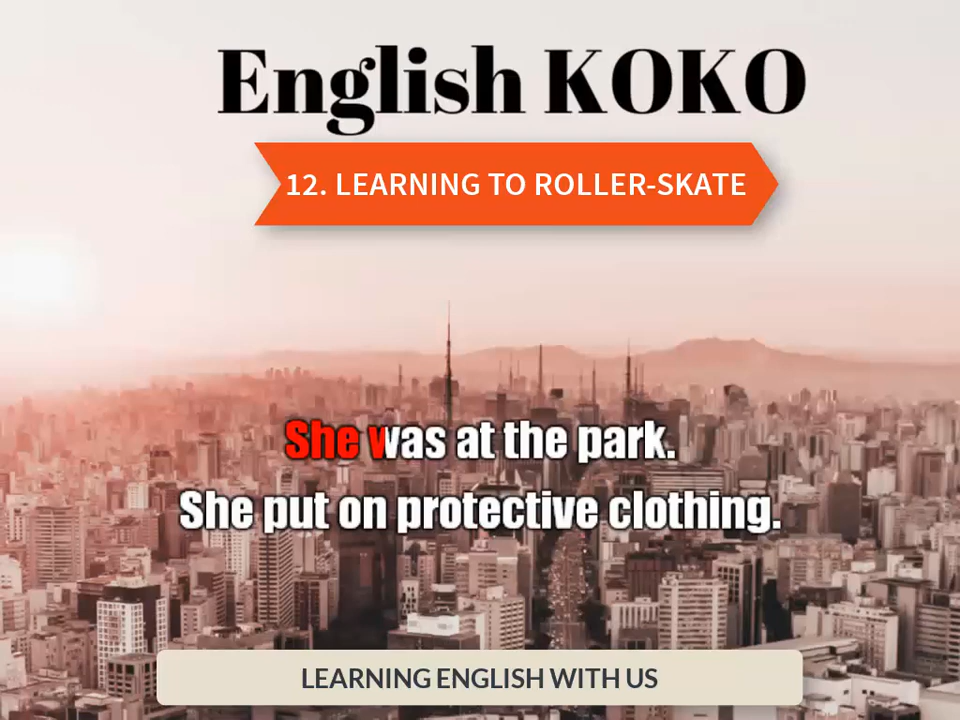 English KOKO
12. LEARNING TO ROLLER-SKATE
She was at the park.
She put on protective clothing.
LEARNING ENGLISH WITH US